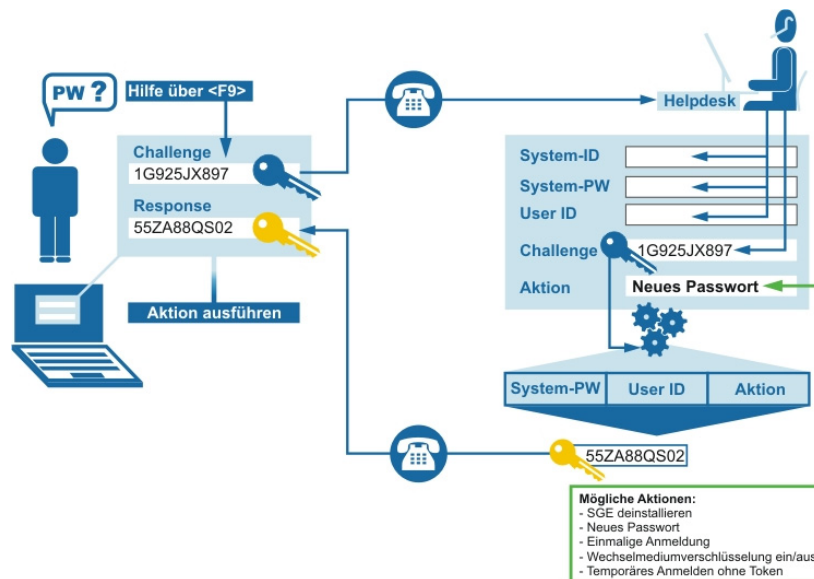 PW ?
Hilfe über <F9>
Challenge
1G925JX897
Response
55ZA88QS02
Aktion ausführen
Helpdesk
System-ID
System-PW
User ID
Challenge
1G925JX897
Aktion
Neues Passwort
System-PW
User ID
Aktion
55ZA88QS02
Mögliche Aktionen:
- SGE deinstallieren
- Neues Passwort
- Einmalige Anmeldung
- Wechselmediumverschlüsselung ein/aus
- Temporäres Anmelden ohne Token